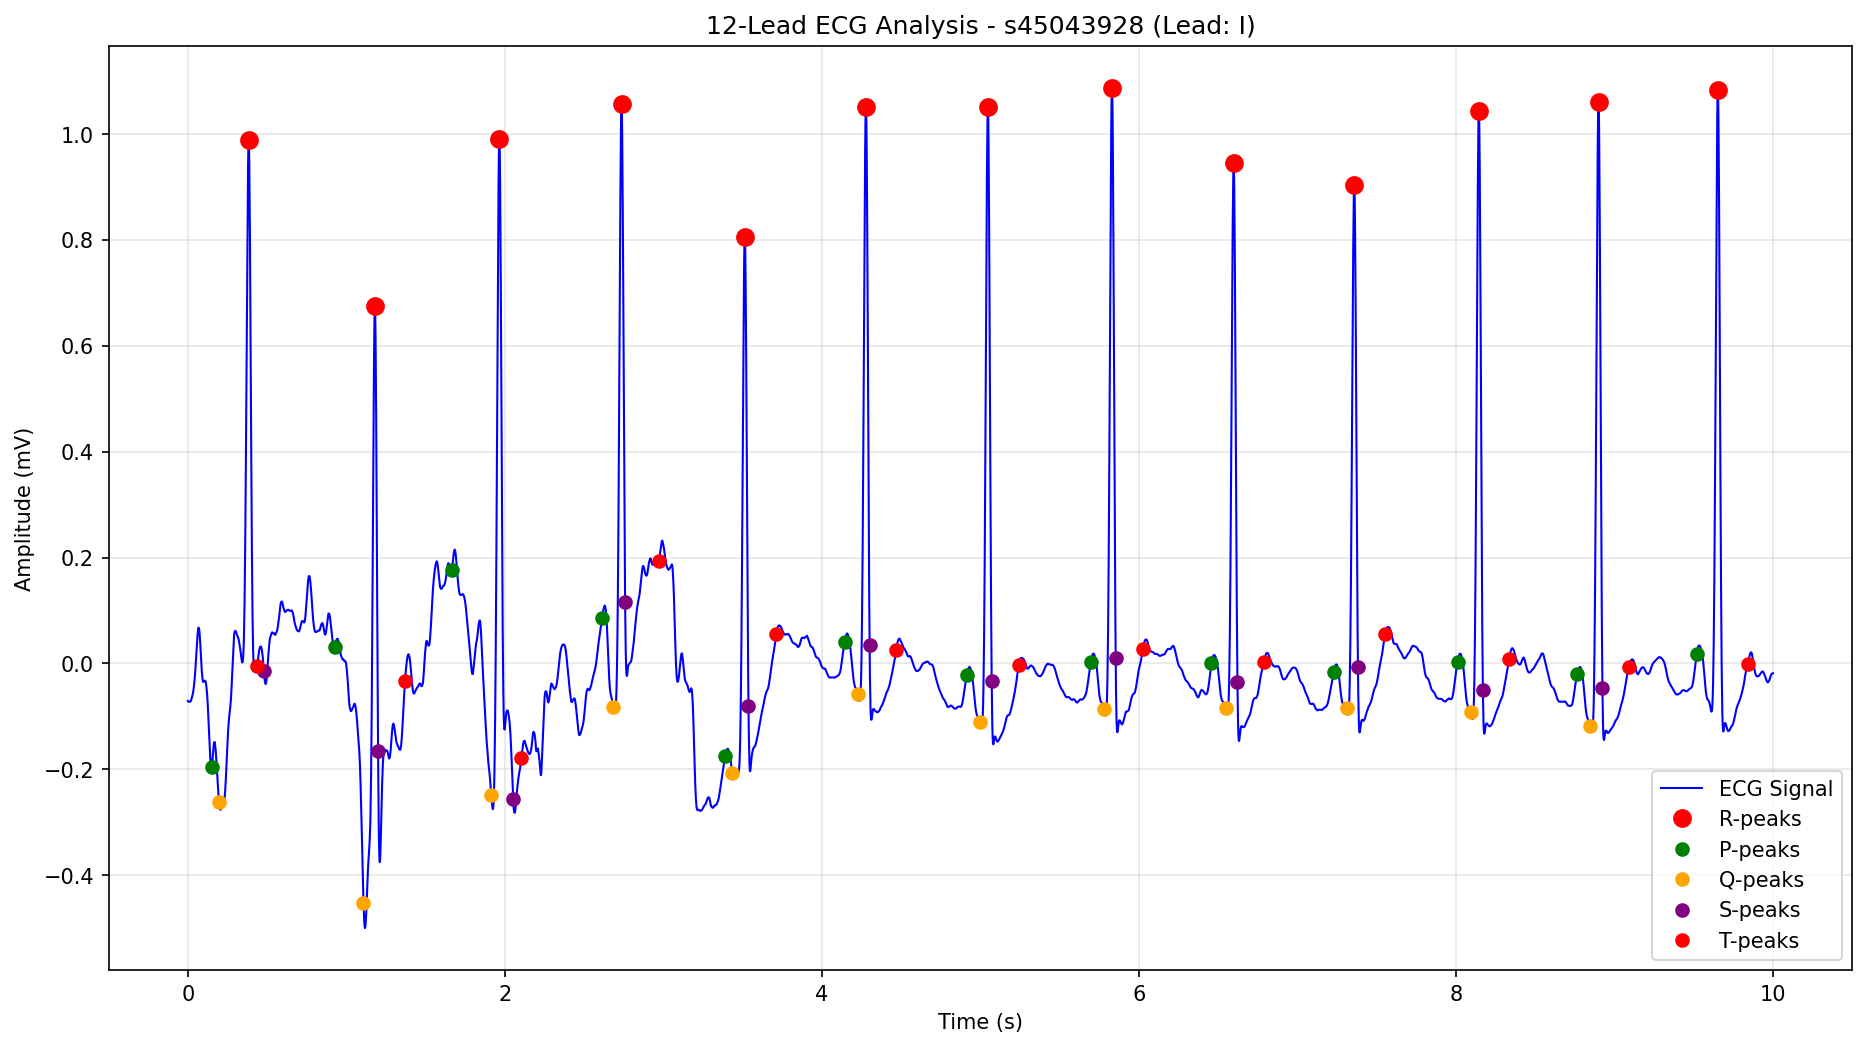 12-Lead ECG Analysis - s45043928 (Lead: I)
Amplitude (mV)
1.0
0.8
0.6
0.4
0.2
0.0
−0.2
−0.4
ECG Signal
R-peaks
P-peaks
Q-peaks
S-peaks
T-peaks
0 2 4 6 8 10
Time (s)